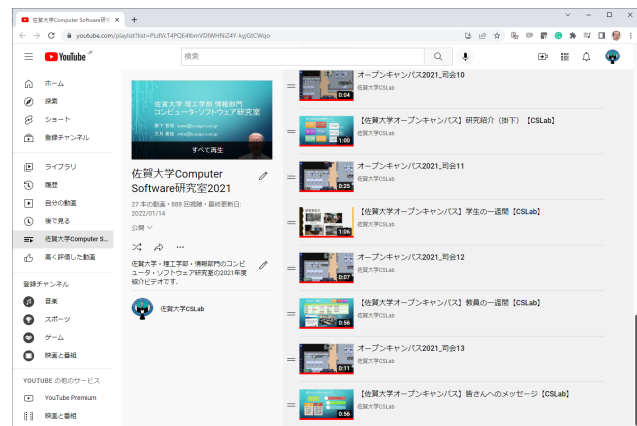 佐賀大学Computer Software研究
youtube.com/playlist?list=PLdVcT4PQE4IbmVDIWHNiZ4Y-kyjGtCWqo
YouTube JP
検索
ホーム
探索
ショート
登録チャンネル
ライブラリ
履歴
自分の動画
後で見る
佐賀大学Computer S...
高く評価した動画
登録チャンネル
音楽
スポーツ
ゲーム
映画と番組
YOUTUBE の他のサービス
YouTube Premium
映画と番組
佐賀大学 理工学部 情報部門
コンピュータ・ソフトウェア研究室
すべて再生
佐賀大学Computer
Software研究室2021
27 本の動画・888 回視聴・最終更新日:
2022/01/14
公開
佐賀大学・理工学部・情報部門のコンピ
ュータ・ソフトウェア研究室の2021年度
紹介ビデオです.
佐賀大学CSLab
オープンキャンパス2021_司会10
佐賀大学CSLab
0:04
【佐賀大学オープンキャンパス】研究紹介（掛下）【CSLab】
佐賀大学CSLab
1:00
オープンキャンパス2021_司会11
佐賀大学CSLab
0:25
【佐賀大学オープンキャンパス】学生の一週間【CSLab】
佐賀大学CSLab
1:06
オープンキャンパス2021_司会12
佐賀大学CSLab
0:07
【佐賀大学オープンキャンパス】教員の一週間【CSLab】
佐賀大学CSLab
0:56
オープンキャンパス2021_司会13
佐賀大学CSLab
0:11
【佐賀大学オープンキャンパス】皆さんへのメッセージ【CSLab】
佐賀大学CSLab
0:56